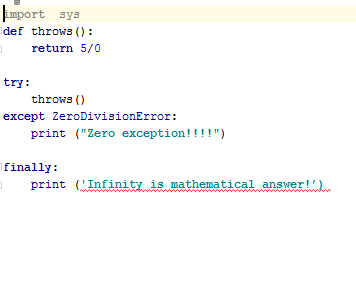 import  sys
def throws():
    return 5/0
try:
    throws()
except ZeroDivisionError:
    print ("Zero exception!!!!")
finally:
    print ('Infinity is mathematical answer!’)